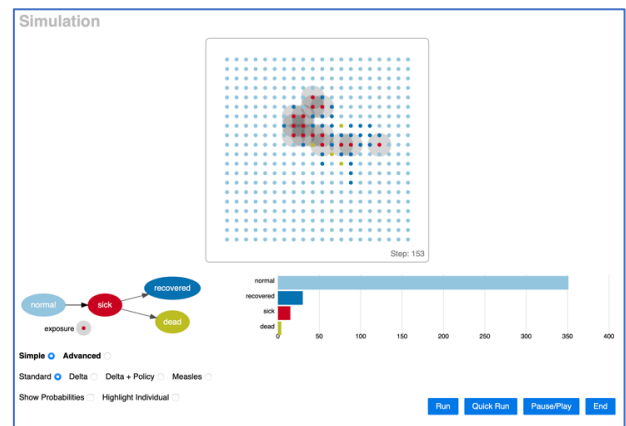 Simulation
Step: 153
normal
sick
recovered
dead
exposure
normal
recovered
sick
dead
0 50 100 150 200 250 300 350 400
Simple Advanced
Standard Delta Delta + Policy Measles
Show Probabilities Highlight Individual
Run Quick Run Pause/Play End